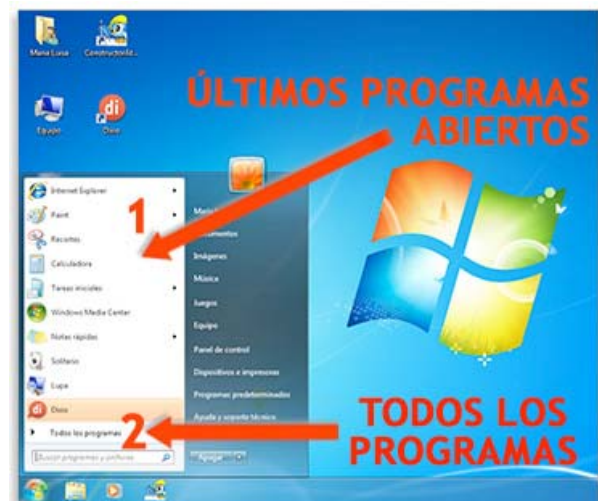 Maria Luisa
Equipo
Dixio
ÚLTIMOS PROGRAMAS
ABIERTOS
1
Internet Explorer
Paint
Recortes
Calculadora
Tareas iniciales
Windows Media Center
Notas rápidas
Solitario
Lupa
Dixio
Todos los programas
2
Buscar programas y archivos
Imágenes
Música
Juegos
Equipo
Panel de control
Dispositivos e impresoras
Programas predeterminados
Ayuda y soporte técnico
Apagar
TODOS LOS
PROGRAMAS